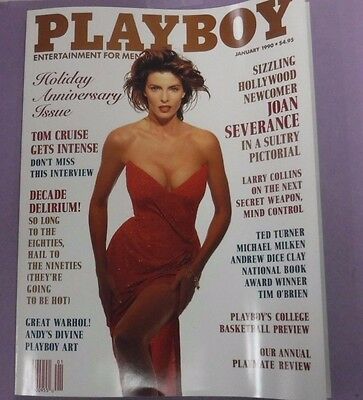 PLAYBOY
ENTERTAINMENT FOR MEN
JANUARY 1990 • $4.95
Holiday
Anniversary
Issue
TOM CRUISE
GETS INTENSE
DON'T MISS
THIS INTERVIEW
DECADE
DELIRIUM!
SO LONG
TO THE
EIGHTIES,
HAIL TO
THE NINETIES
(THEY'RE
GOING
TO BE HOT)
GREAT WARHOL!
ANDY'S DIVINE
PLAYBOY ART
SIZZLING
HOLLYWOOD
NEWCOMER
JOAN
SEVERANCE
IN A SULTRY
PICTORIAL
LARRY COLLINS
ON THE NEXT
SECRET WEAPON,
MIND CONTROL
TED TURNER
MICHAEL MILKEN
ANDREW DICE CLAY
NATIONAL BOOK
AWARD WINNER
TIM O'BRIEN
PLAYBOY'S COLLEGE
BASKETBALL PREVIEW
OUR ANNUAL
PLAYMATE REVIEW
01